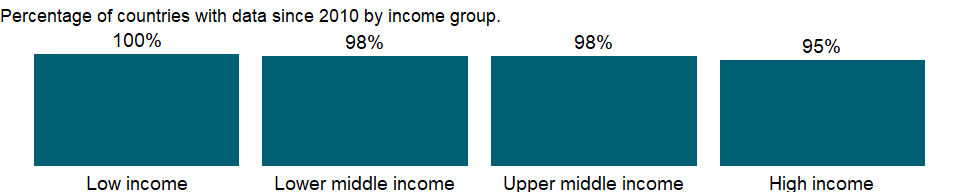 Percentage of countries with data since 2010 by income group.
100% 98% 98% 95%
Low income Lower middle income Upper middle income High income